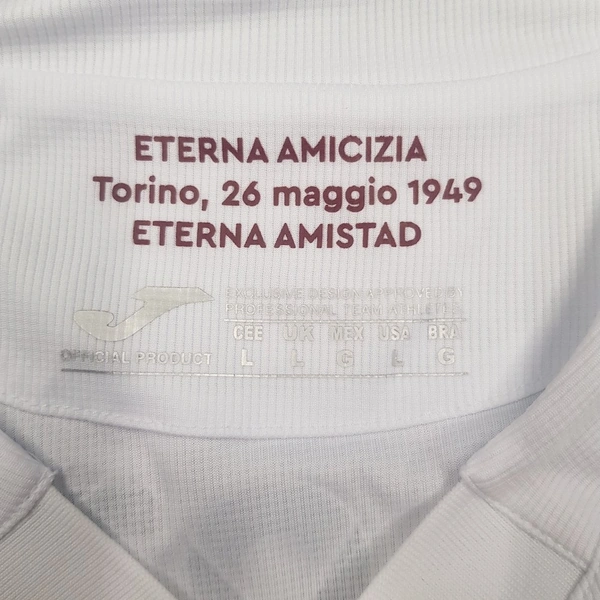 ETERNA AMICIZIA
Torino, 26 maggio 1949
ETERNA AMISTAD
EXCLUSIVE DESIGN APPROVED BY
PROFESSIONAL TEAM ATHLETES
CEE UK MEX USA BRA
OFFICIAL PRODUCT L L G L G